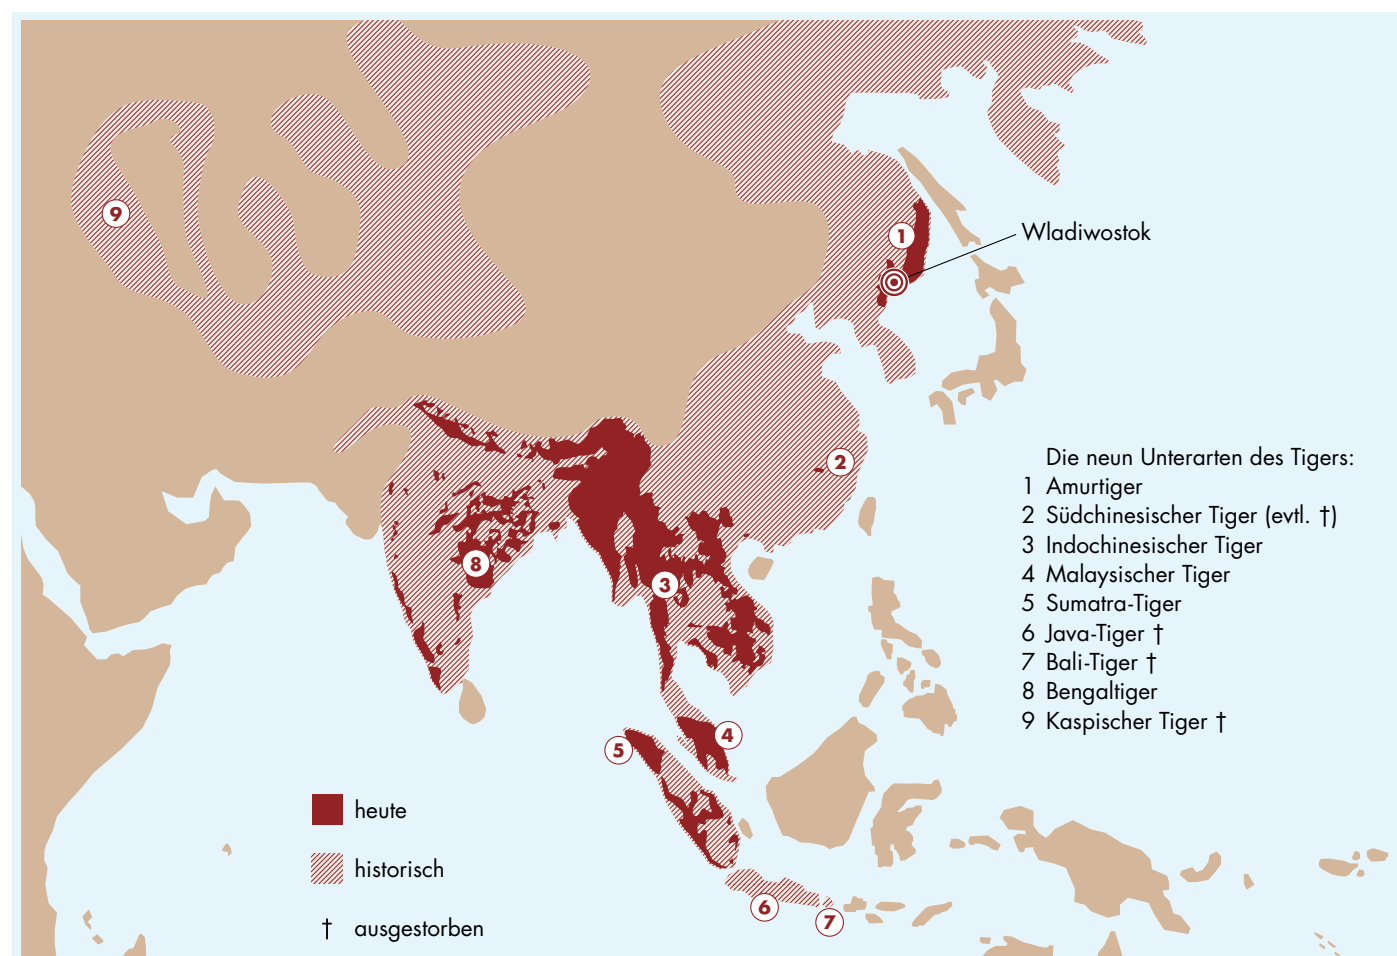 9
1
Wladiwostok
2
8
3
4
5
6
7
Die neun Unterarten des Tigers:
1 Amurtiger
2 Südchinesischer Tiger (evtl. †)
3 Indochinesischer Tiger
4 Malaysischer Tiger
5 Sumatra-Tiger
6 Java-Tiger †
7 Bali-Tiger †
8 Bengaltiger
9 Kaspischer Tiger †
heute
historisch
† ausgestorben